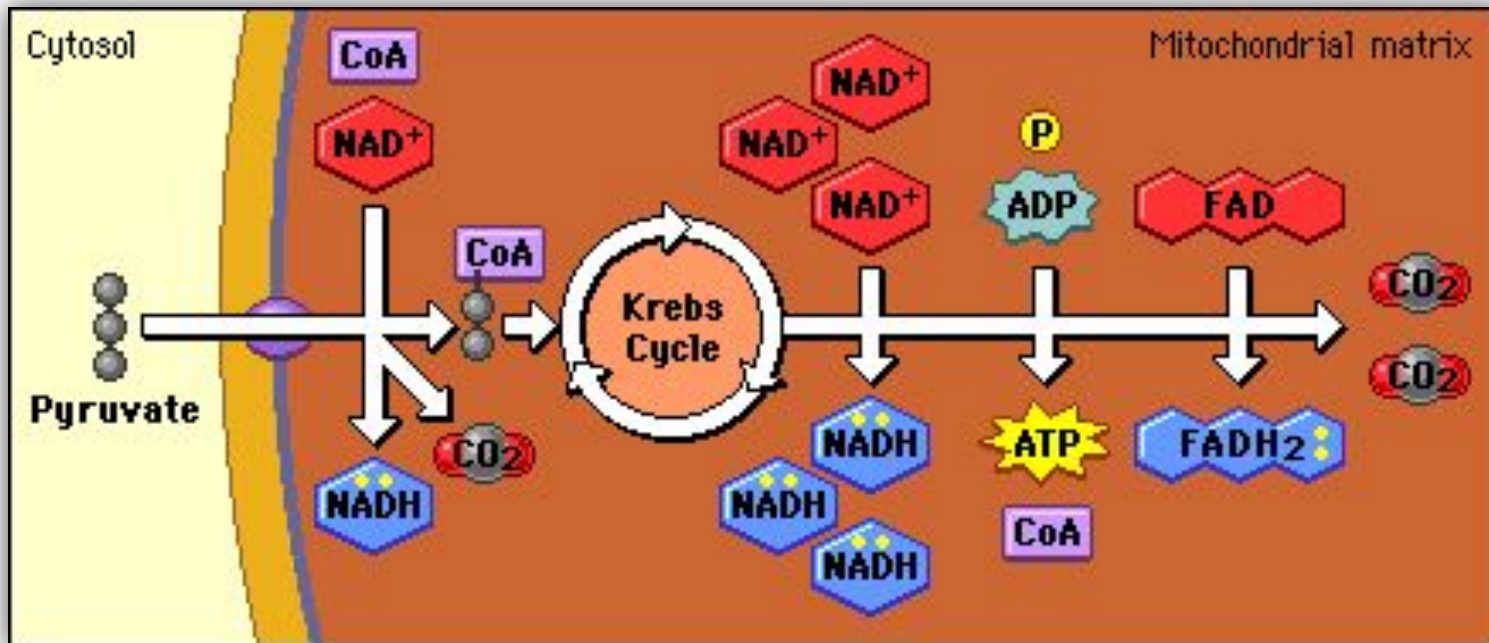 Cytosol
Mitochondrial matrix
CoA
NAD+
CoA
Pyruvate
NADH
CO2
Krebs
Cycle
NAD+
NAD+
NAD+
NADH
NADH
NADH
P
ADP
ATP
CoA
FAD
FADH2
CO2
CO2